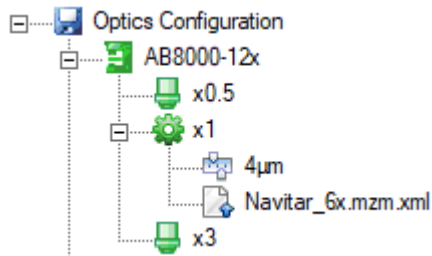 Optics Configuration
AB8000-12x
x0.5
x1
4µm
Navitar_6x.mzm.xml
x3